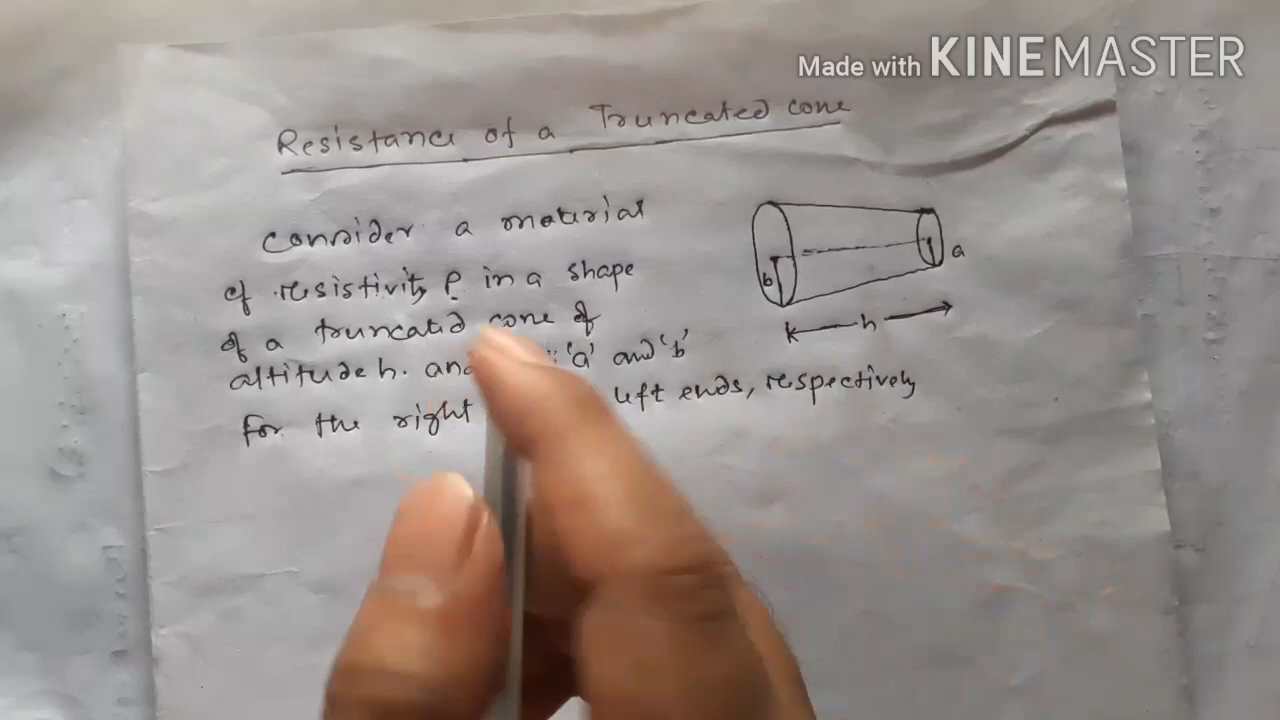 Made with KINEMASTER
Resistance of a Truncated cone
Consider a material
of resistivity ρ in a shape
of a truncated cone of
altitude h. and 'a' and 'b'
for the right left ends, respectively
b
a
h